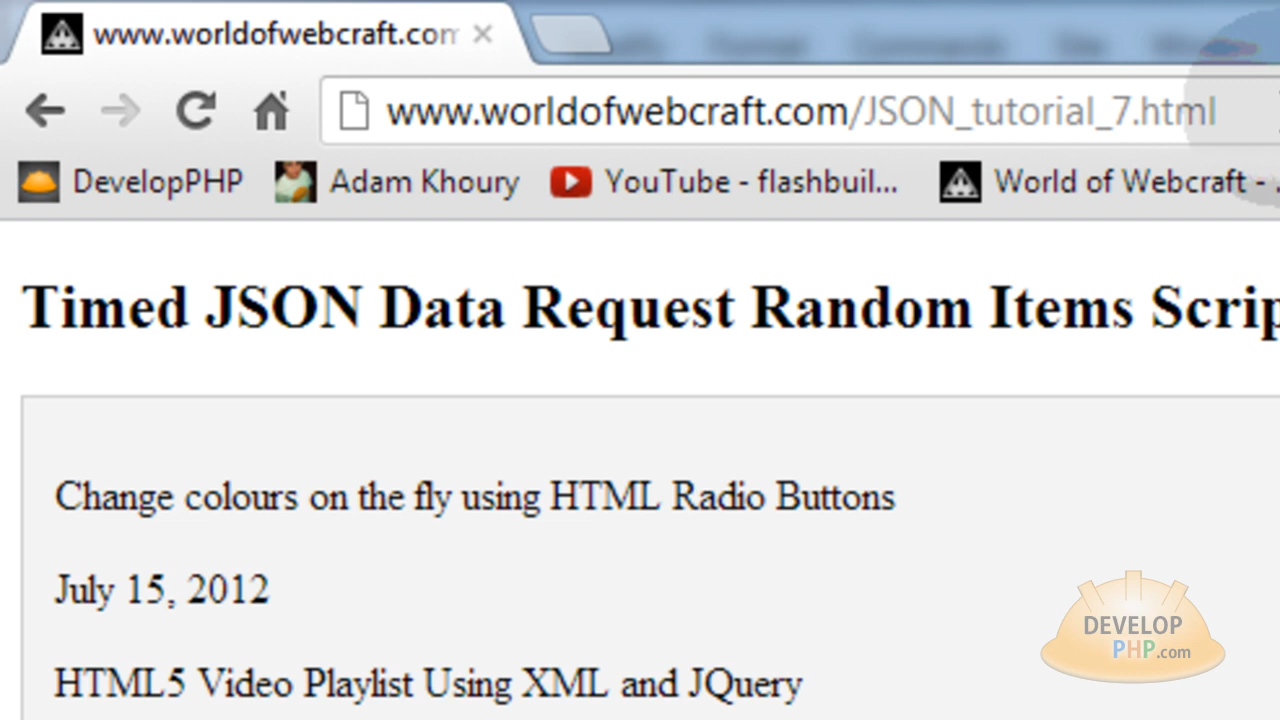 www.worldofwebcraft.com
www.worldofwebcraft.com/JSON_tutorial_7.html
DevelopPHP
Adam Khoury
YouTube - flashbuil...
World of Webcraft -
Timed JSON Data Request Random Items Scrip
Change colours on the fly using HTML Radio Buttons
July 15, 2012
HTML5 Video Playlist Using XML and JQuery
DEVELOP
PHP.com